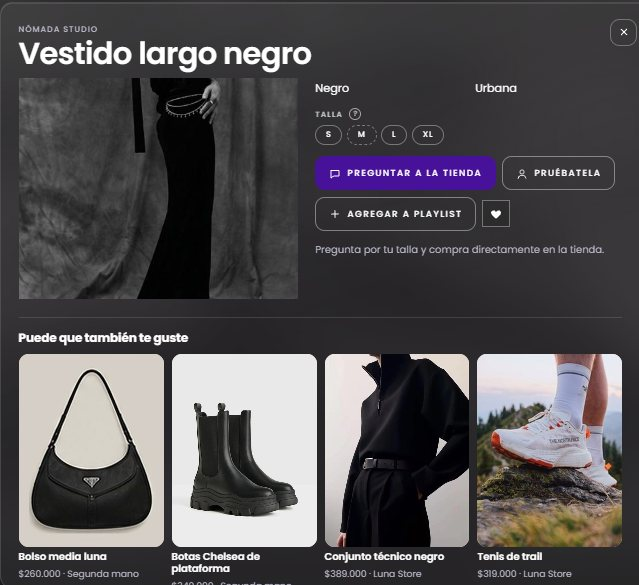 NÓMADA STUDIO
Vestido largo negro
Negro
Urbana
TALLA ?
S M L XL
PREGUNTAR A LA TIENDA
PRUÉBATELA
AGREGAR A PLAYLIST
Pregunta por tu talla y compra directamente en la tienda.
Puede que también te guste
Bolso media luna
$260.000 · Segunda mano
Botas Chelsea de
plataforma
Conjunto técnico negro
$389.000 · Luna Store
Tenis de trail
$319.000 · Luna Store